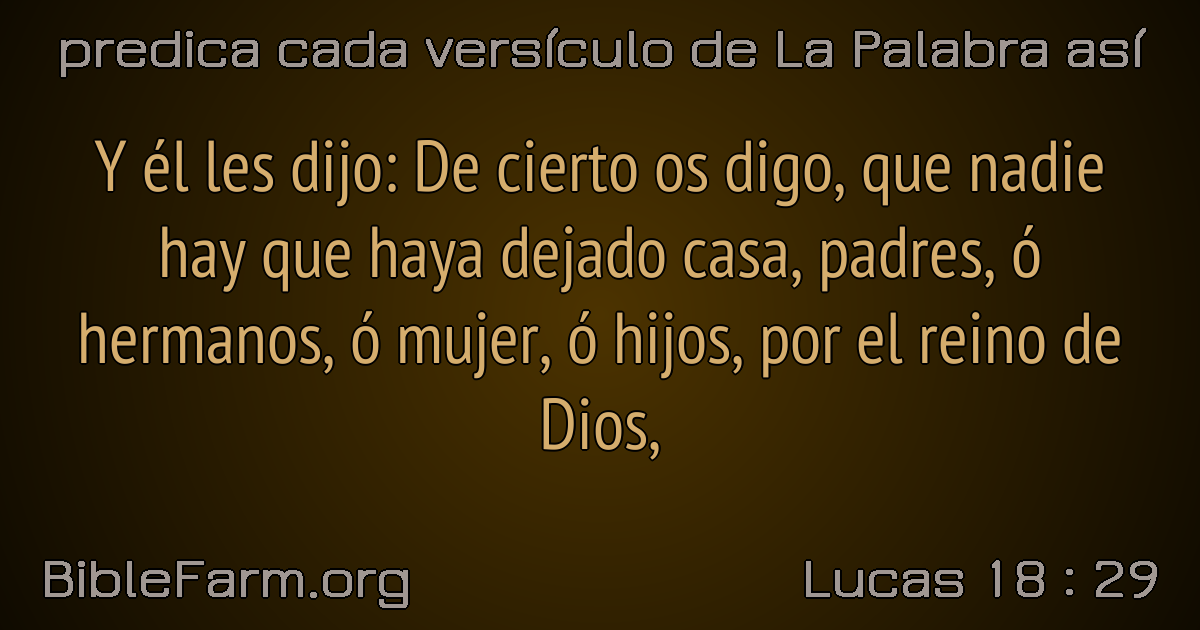 predica cada versículo de La Palabra así
Y él les dijo: De cierto os digo, que nadie
hay que haya dejado casa, padres, ó
hermanos, ó mujer, ó hijos, por el reino de
Dios,
BibleFarm.org
Lucas 18 : 29